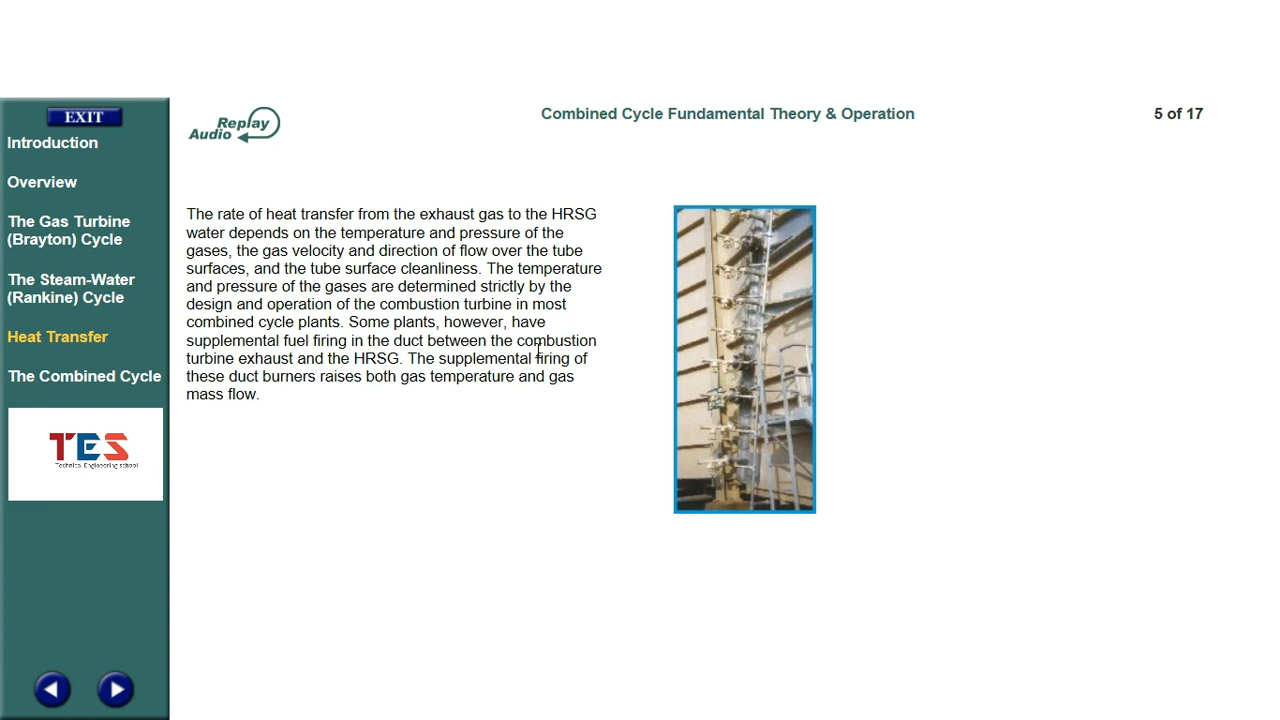 EXIT
Introduction
Overview
The Gas Turbine
(Brayton) Cycle
The Steam-Water
(Rankine) Cycle
Heat Transfer
The Combined Cycle
TES
Technical Engineering school
Replay
Audio
Combined Cycle Fundamental Theory & Operation
5 of 17
The rate of heat transfer from the exhaust gas to the HRSG
water depends on the temperature and pressure of the
gases, the gas velocity and direction of flow over the tube
surfaces, and the tube surface cleanliness. The temperature
and pressure of the gases are determined strictly by the
design and operation of the combustion turbine in most
combined cycle plants. Some plants, however, have
supplemental fuel firing in the duct between the combustion
turbine exhaust and the HRSG. The supplemental firing of
these duct burners raises both gas temperature and gas
mass flow.